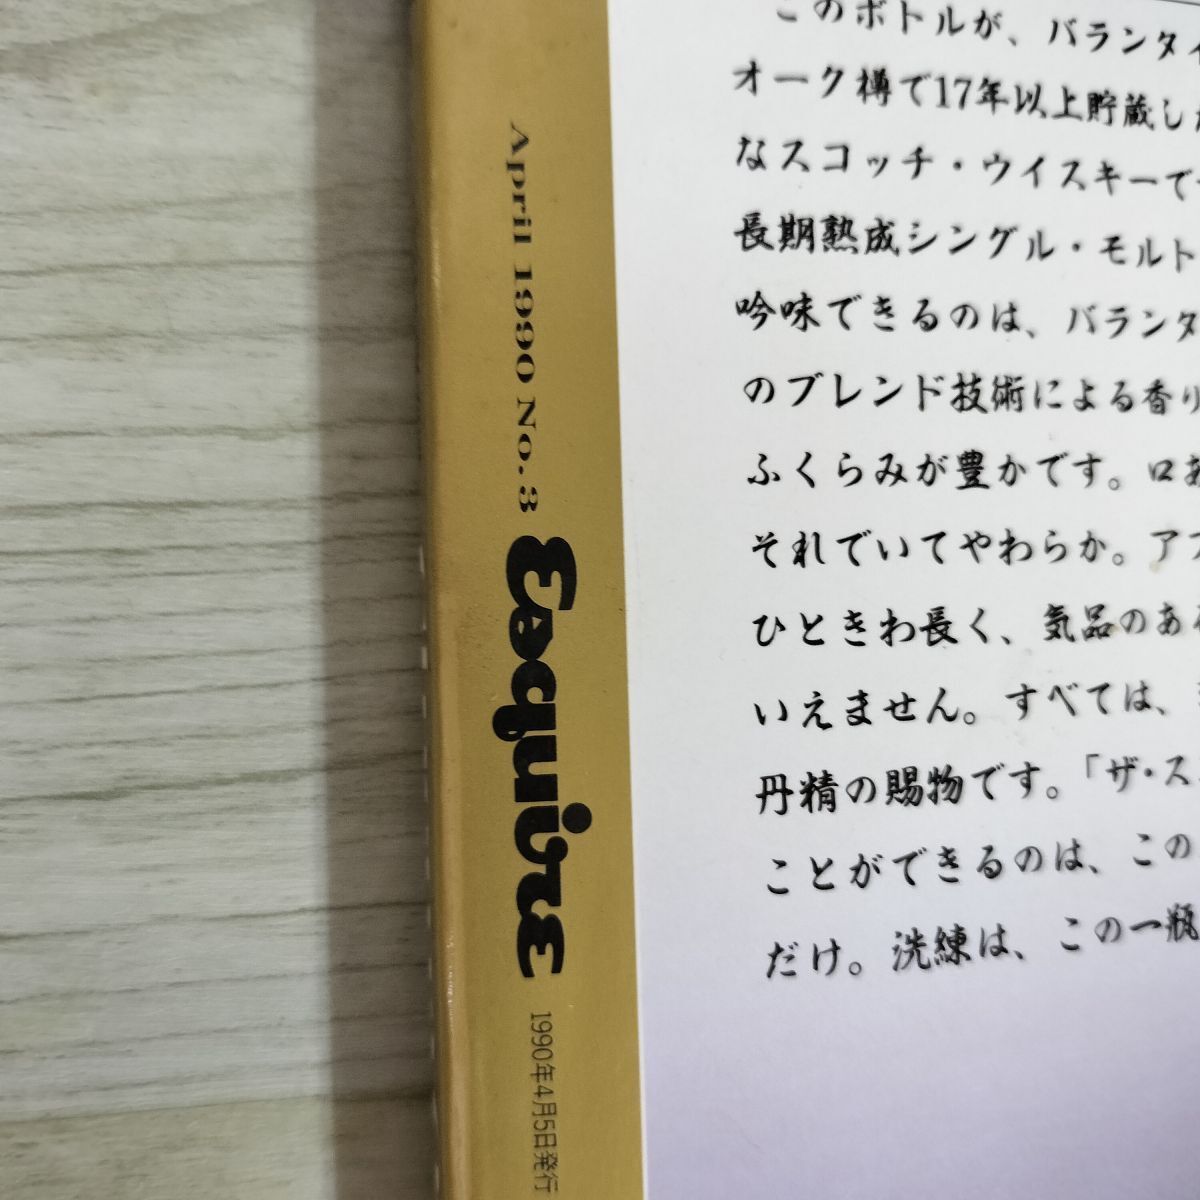 April 1990 No. 3
Esquire
1990年4月5日発行
このボトルが、バランタイ
オーク樽で17年以上貯蔵し
なスコッチ・ウイスキーで
長期熟成シングル・モルト
吟味できるのは、バランタ
のブレンド技術による香り
ふくらみが豊かです。口あ
それでいてやわらか。アフ
ひときわ長く、気品のあ
いえません。すべては、
丹精の賜物です。「ザ・ス
ことができるのは、この
だけ。洗練は、この一瓶